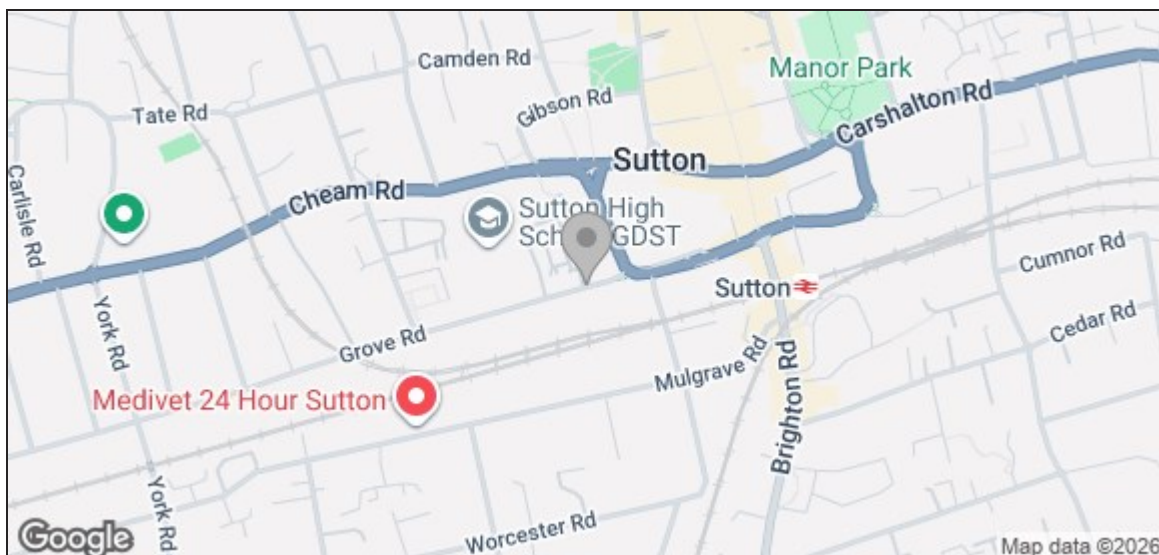 Camden Rd
Manor Park
Gibson Rd
Tate Rd
Carshalton Rd
Sutton
Carlisle Rd
Cheam Rd
Sutton High
School GDST
Cumnor Rd
Sutton
York Rd
Grove Rd
Cedar Rd
Mulgrave Rd
Medivet 24 Hour Sutton
Brighton Rd
York Rd
Worcester Rd
Google
Map data ©2026